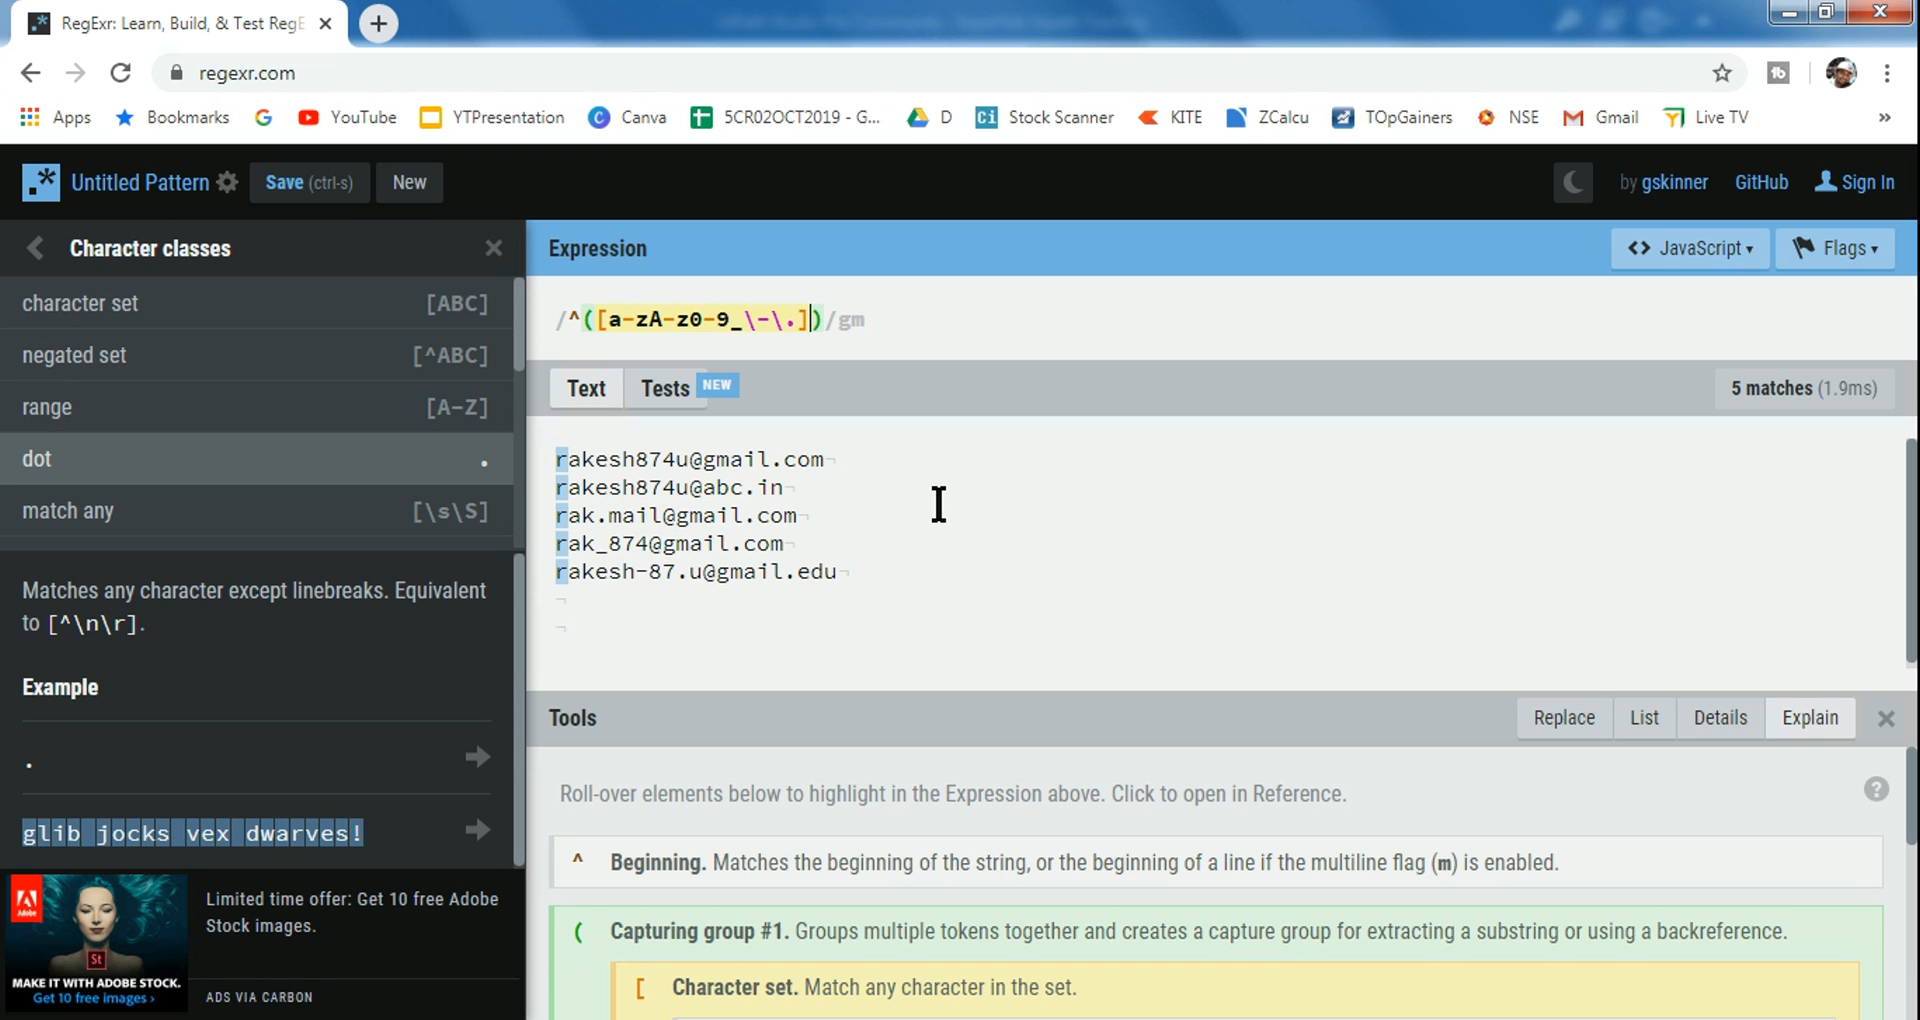 RegExr: Learn, Build, & Test RegE
regexr.com
Apps Bookmarks YouTube YTPresentation Canva 5CR02OCT2019 - G... D Stock Scanner KITE ZCalcu TOpGainers NSE Gmail Live TV »
Untitled Pattern Save (ctrl-s) New by gskinner GitHub Sign In
Character classes
character set [ABC]
negated set [^ABC]
range [A-Z]
dot .
match any [\s\S]
Matches any character except linebreaks. Equivalent
to [^\n\r].
Example
.
glib jocks vex dwarves!
Adobe
St
MAKE IT WITH ADOBE STOCK.
Get 10 free images ›
Limited time offer: Get 10 free Adobe
Stock images.
ADS VIA CARBON
Expression <> JavaScript Flags
/^([a-zA-z0-9_\-\.])/gm
Text Tests NEW 5 matches (1.9ms)
rakesh874u@gmail.com
rakesh874u@abc.in
rak.mail@gmail.com
rak_874@gmail.com
rakesh-87.u@gmail.edu
Tools Replace List Details Explain
Roll-over elements below to highlight in the Expression above. Click to open in Reference.
^ Beginning. Matches the beginning of the string, or the beginning of a line if the multiline flag (m) is enabled.
( Capturing group #1. Groups multiple tokens together and creates a capture group for extracting a substring or using a backreference.
[ Character set. Match any character in the set.